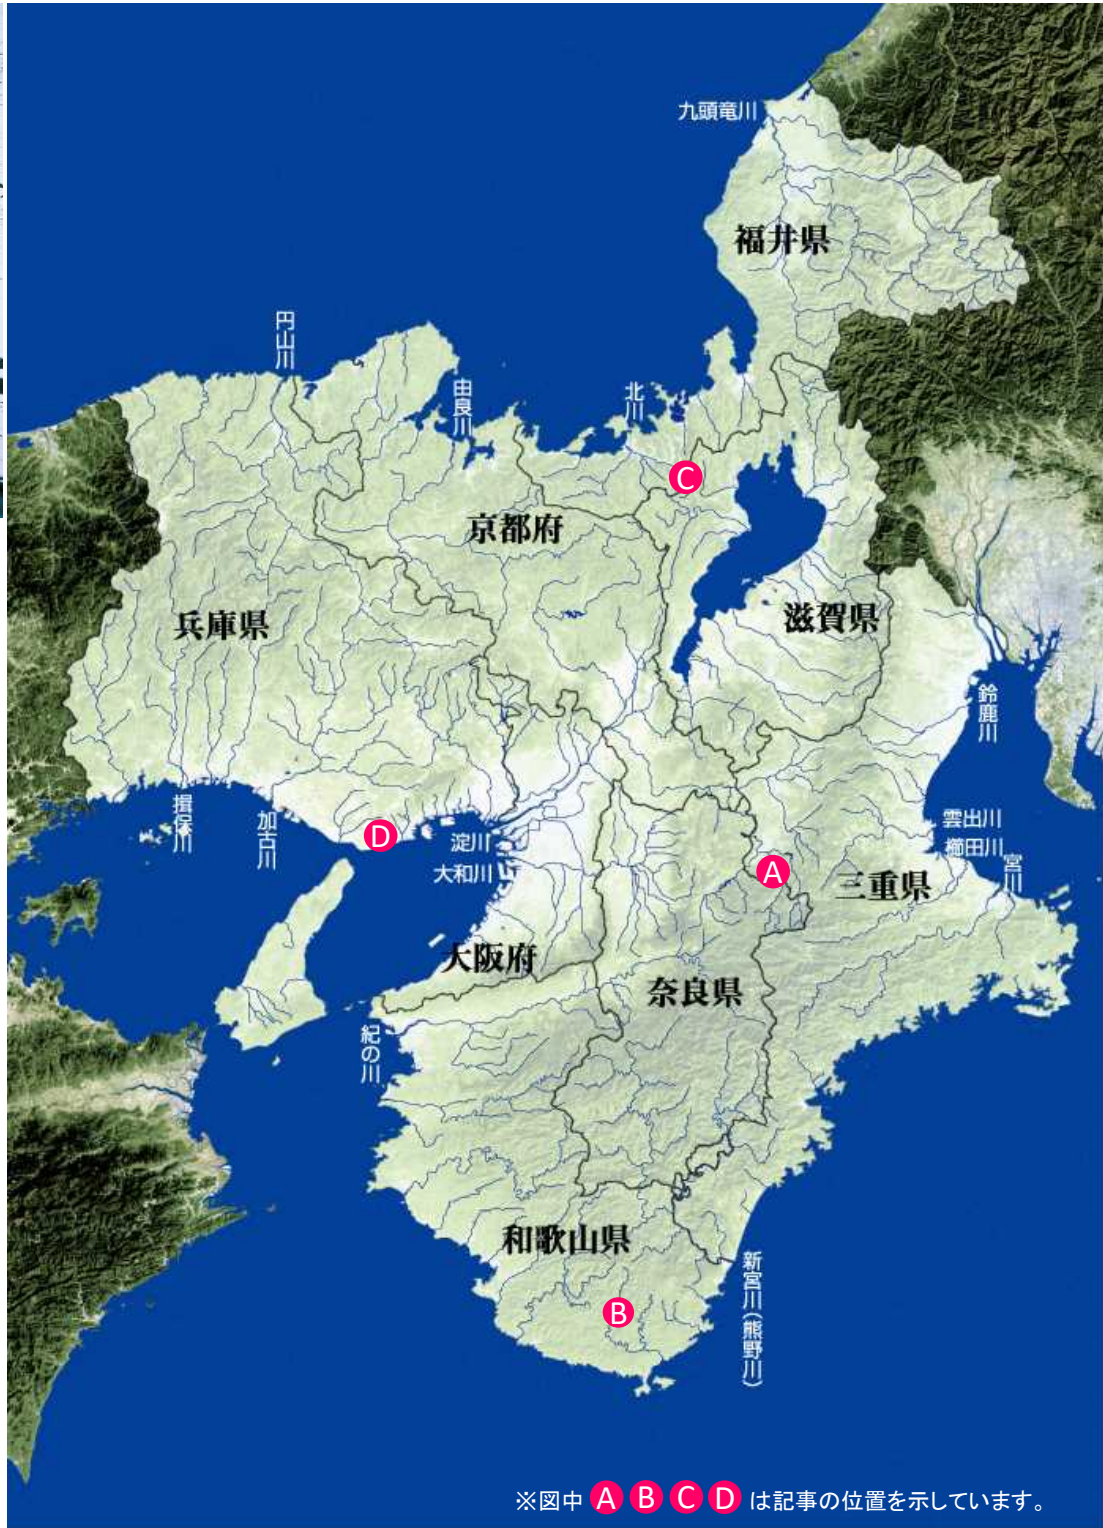 九頭竜川
福井県
円山川
由良川
北川
C
京都府
兵庫県
滋賀県
鈴鹿川
揖保川
加古川
D
淀川
大和川
雲出川
櫛田川
宮川
A
三重県
大阪府
奈良県
紀の川
和歌山県
新宮川(熊野川)
B
※図中 A B C D は記事の位置を示しています。